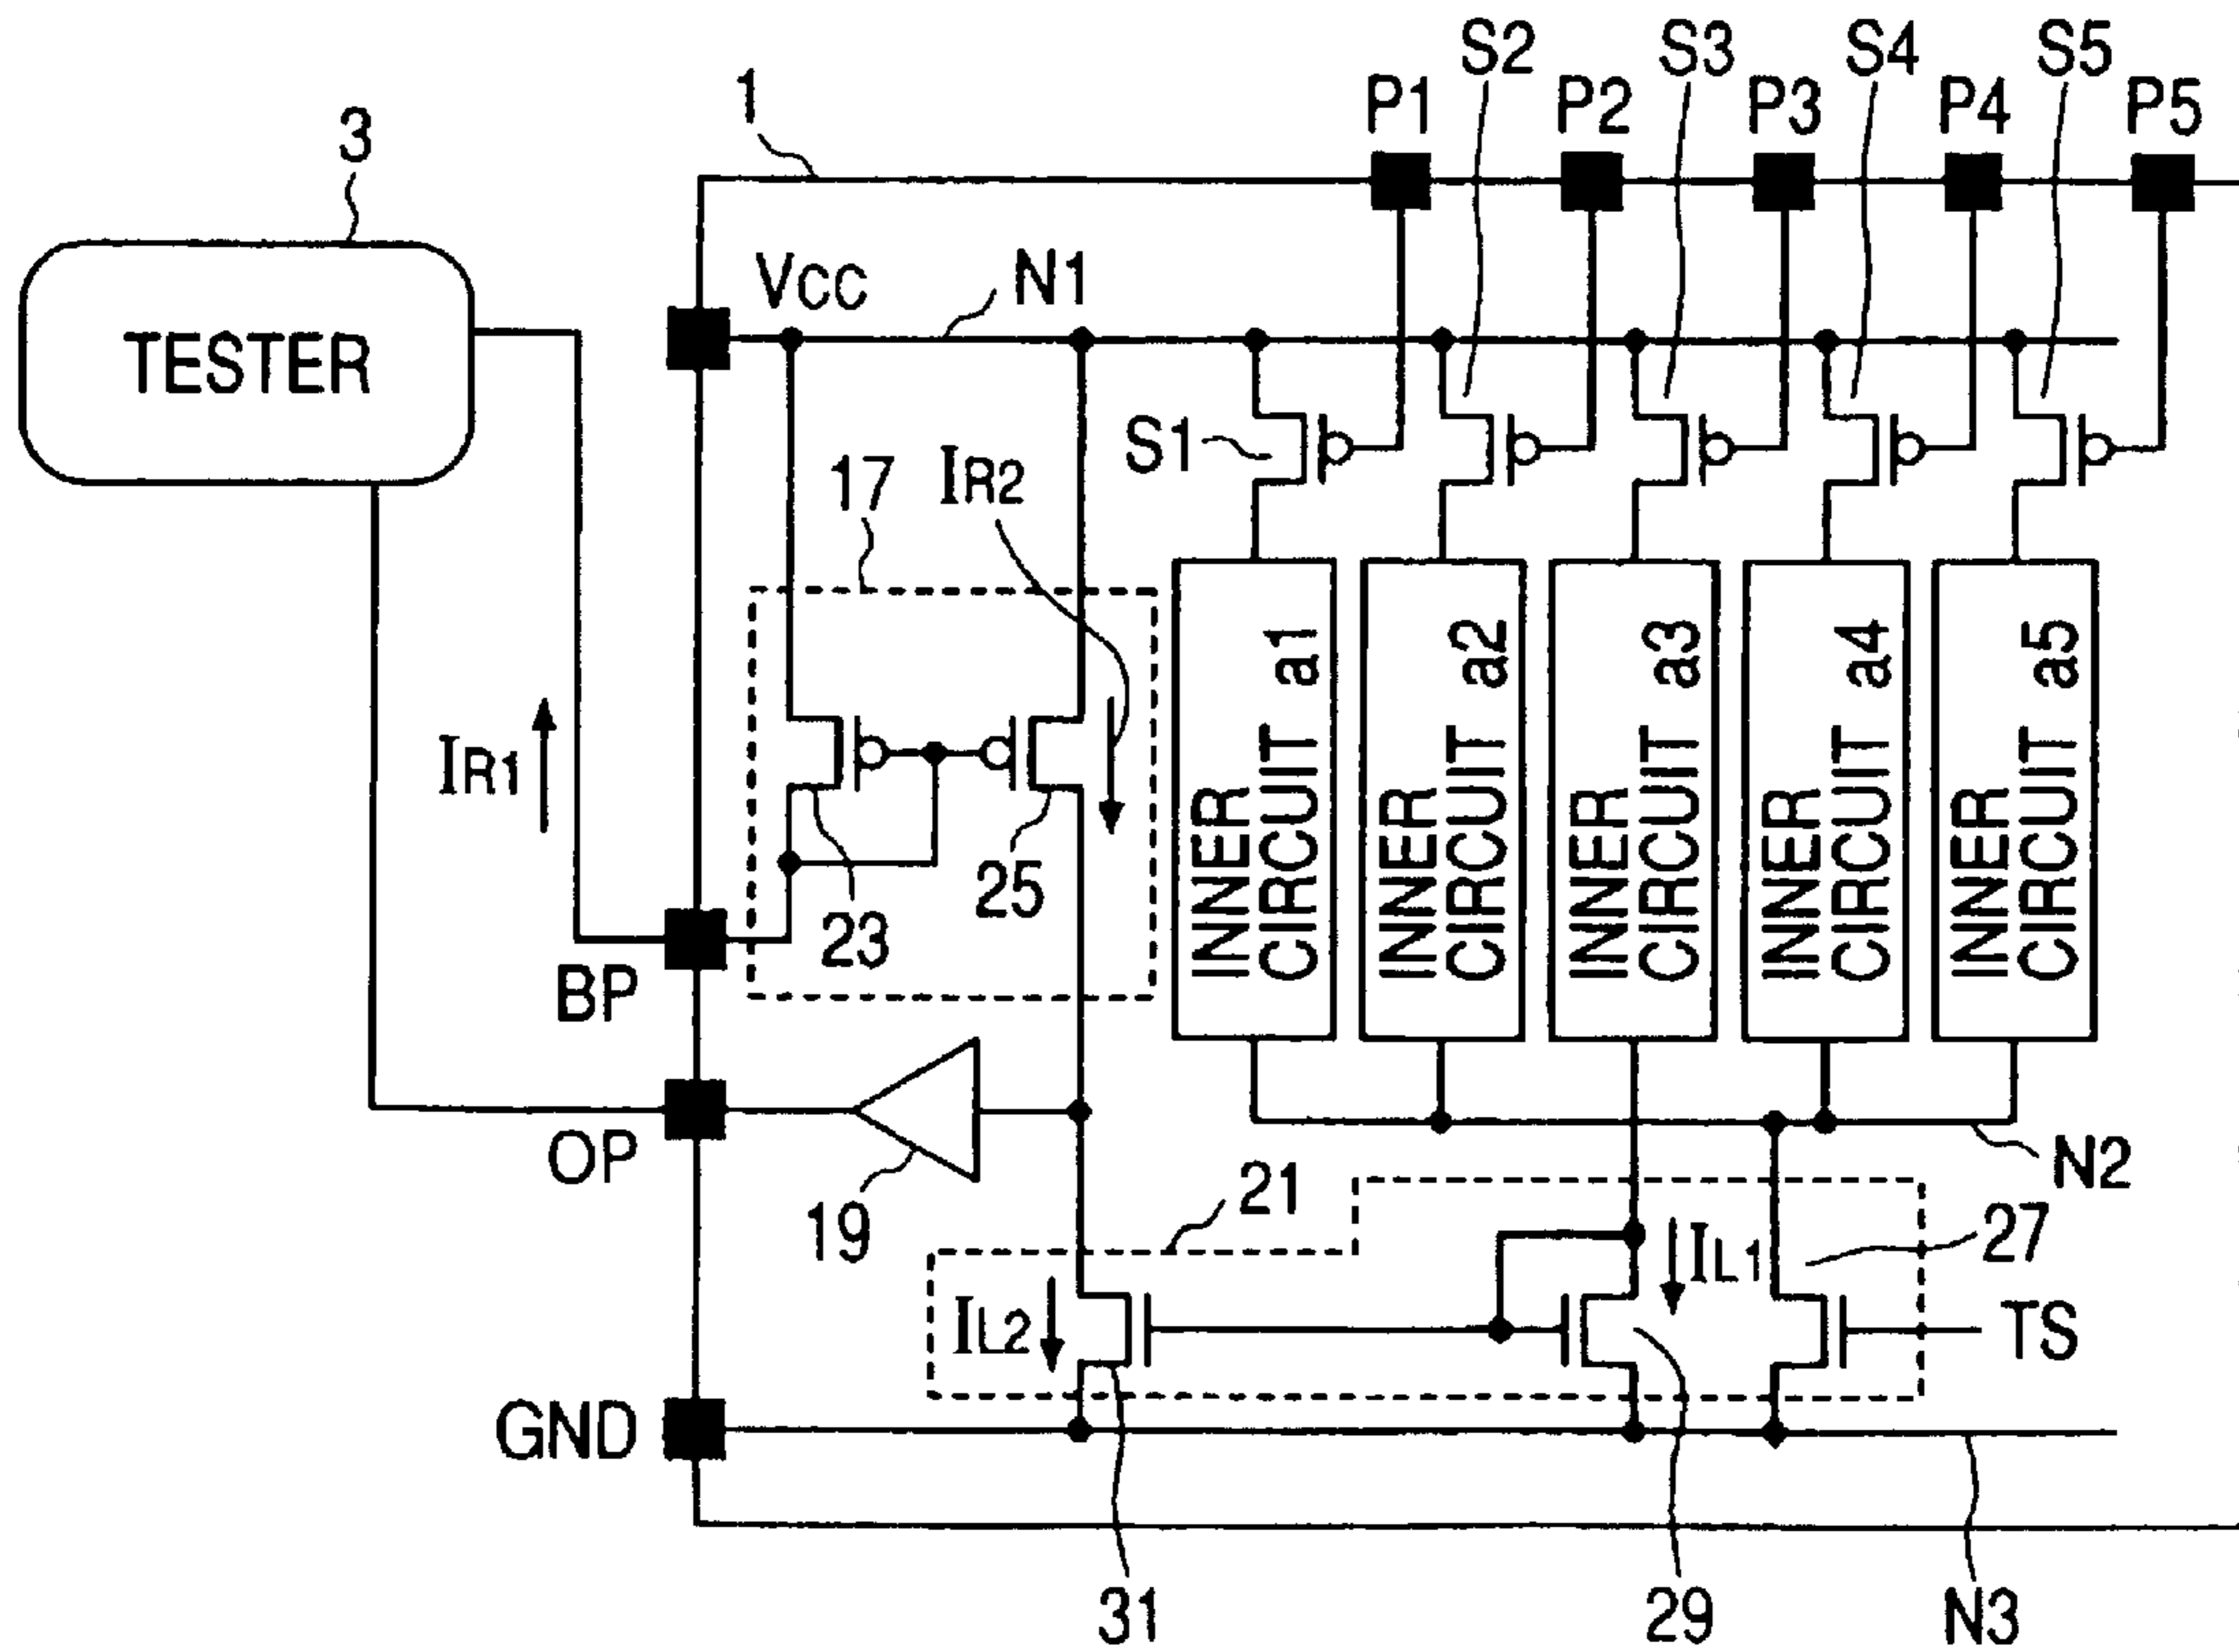 S2
S3
S4
S5
1
P1
P2
P3
P4
P5
3
VCC
N1
TESTER
S1
17
IR2
IR1
INNER
CIRCUIT a1
INNER
CIRCUIT a2
INNER
CIRCUIT a3
INNER
CIRCUIT a4
INNER
CIRCUIT a5
25
23
BP
OP
19
21
N2
27
IL1
IL2
TS
GND
31
29
N3